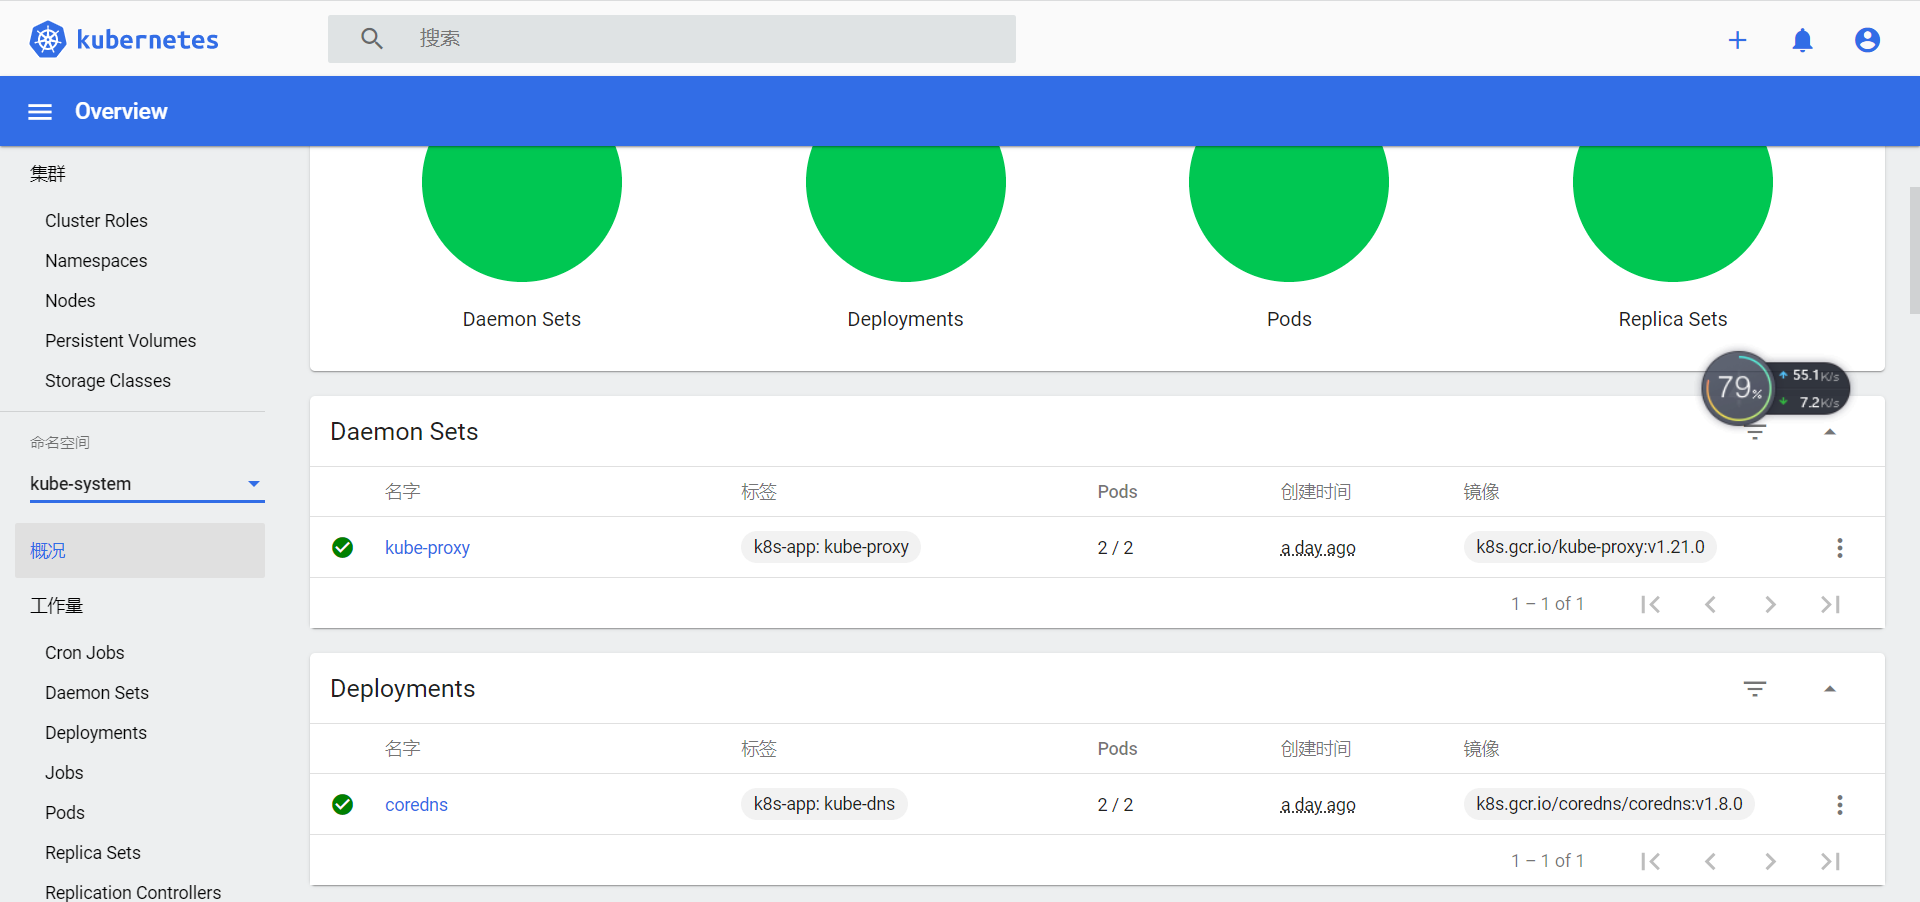 kubernetes
搜索
Overview
集群
Cluster Roles
Namespaces
Nodes
Persistent Volumes
Storage Classes
命名空间
kube-system
概况
工作量
Cron Jobs
Daemon Sets
Deployments
Jobs
Pods
Replica Sets
Replication Controllers
Daemon Sets
Deployments
Pods
Replica Sets
79%
55.1K/s
7.2K/s
Daemon Sets
名字 标签 Pods 创建时间 镜像
kube-proxy k8s-app: kube-proxy 2 / 2 a day ago k8s.gcr.io/kube-proxy:v1.21.0
1 – 1 of 1
Deployments
名字 标签 Pods 创建时间 镜像
coredns k8s-app: kube-dns 2 / 2 a day ago k8s.gcr.io/coredns/coredns:v1.8.0
1 – 1 of 1